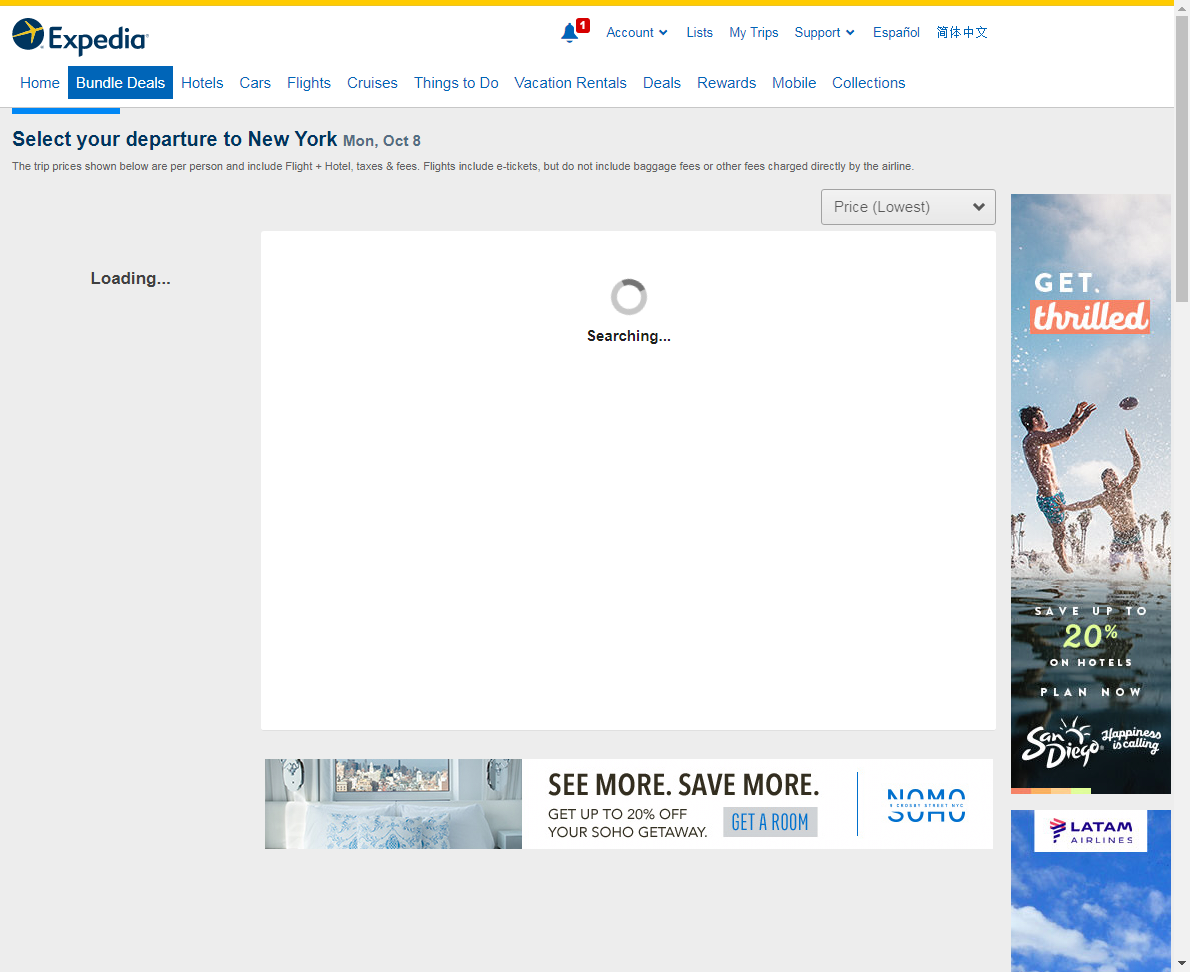 Expedia
1
Account
Lists
My Trips
Support
Español
简体中文
Home
Bundle Deals
Hotels
Cars
Flights
Cruises
Things to Do
Vacation Rentals
Deals
Rewards
Mobile
Collections
Select your departure to New York Mon, Oct 8
The trip prices shown below are per person and include Flight + Hotel, taxes & fees. Flights include e-tickets, but do not include baggage fees or other fees charged directly by the airline.
Price (Lowest)
Loading...
Searching...
GET.
thrilled
SAVE UP TO
20%
ON HOTELS
PLAN NOW
San Diego
Happiness
is calling
SEE MORE. SAVE MORE.
GET UP TO 20% OFF
YOUR SOHO GETAWAY.
GET A ROOM
NOMO
9 CROSBY STREET NYC
SOHO
LATAM
AIRLINES